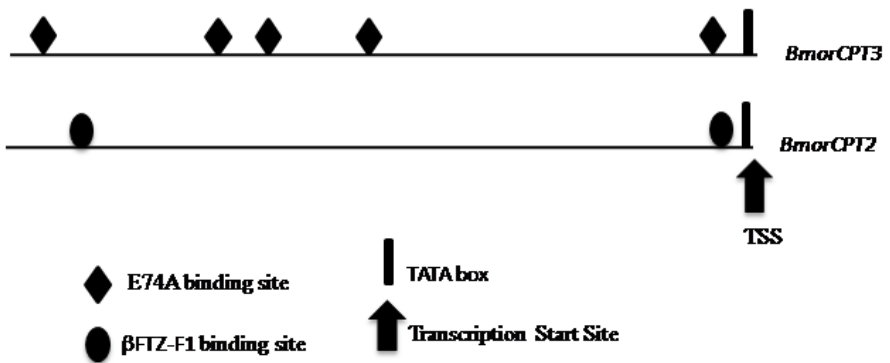 BmorCPT3
BmorCPT2
TSS
E74A binding site
TATA box
βFTZ-F1 binding site
Transcription Start Site